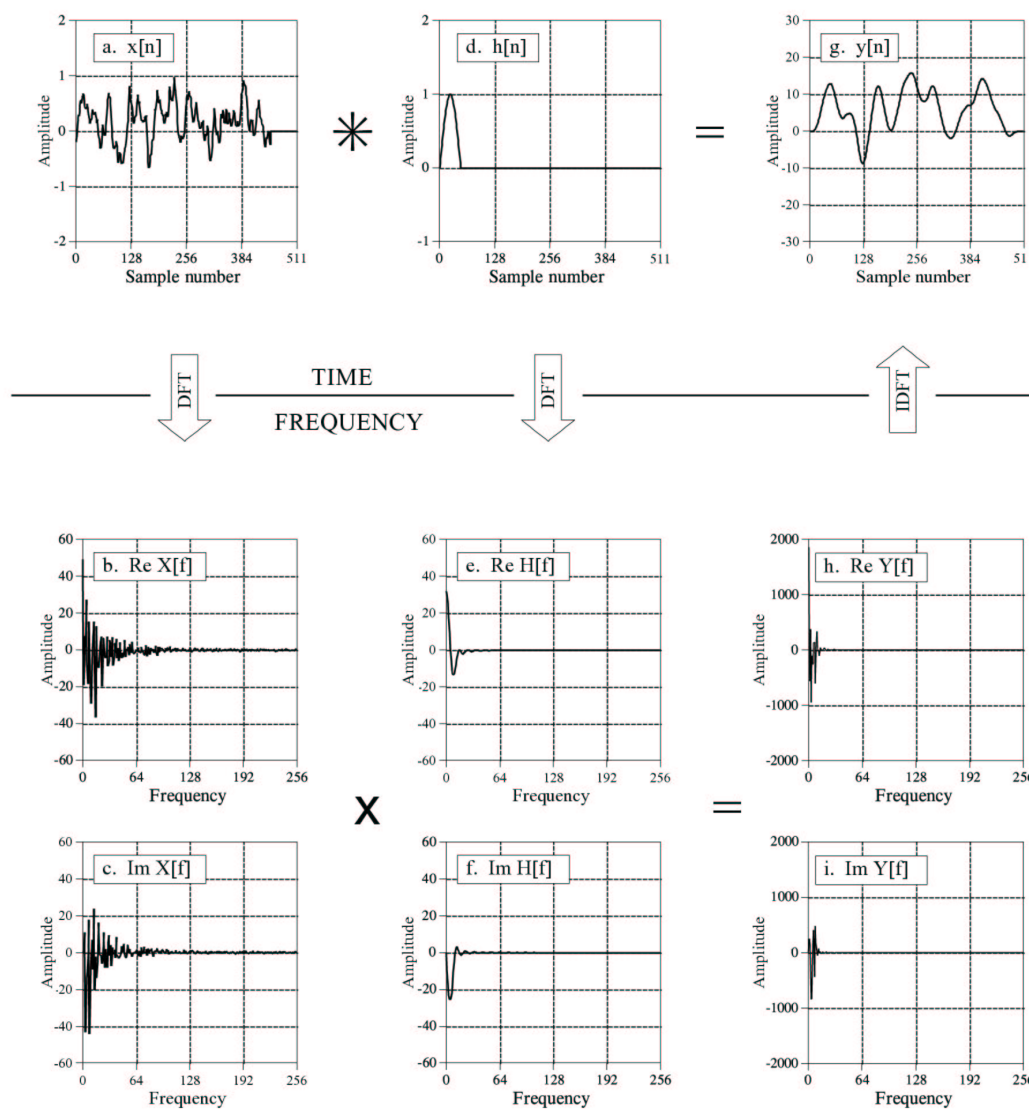 a. x[n]
Amplitude
2
1
0
-1
-2
0 128 256 384 511
Sample number
*
d. h[n]
Amplitude
2
1
0
-1
0 128 256 384 511
Sample number
=
g. y[n]
Amplitude
30
20
10
0
-10
-20
-30
0 128 256 384 51
Sample number
DFT
TIME
FREQUENCY
DFT
IDFT
b. Re X[f]
Amplitude
60
40
20
0
-20
-40
-60
0 64 128 192 256
Frequency
e. Re H[f]
Amplitude
60
40
20
0
-20
-40
-60
0 64 128 192 256
Frequency
h. Re Y[f]
Amplitude
2000
1000
0
-1000
-2000
0 64 128 192 256
Frequency
x
=
c. Im X[f]
Amplitude
60
40
20
0
-20
-40
-60
0 64 128 192 256
Frequency
f. Im H[f]
Amplitude
60
40
20
0
-20
-40
-60
0 64 128 192 256
Frequency
i. Im Y[f]
Amplitude
2000
1000
0
-1000
-2000
0 64 128 192 256
Frequency